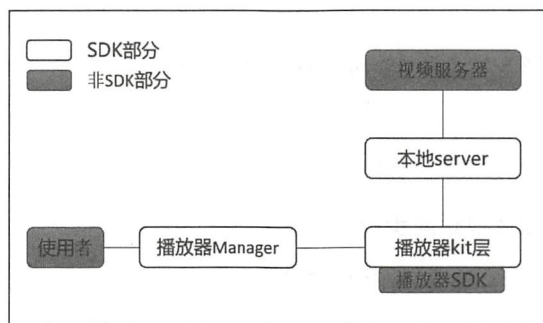 SDK部分
非SDK部分
视频服务器
本地server
使用者
播放器Manager
播放器kit层
播放器SDK